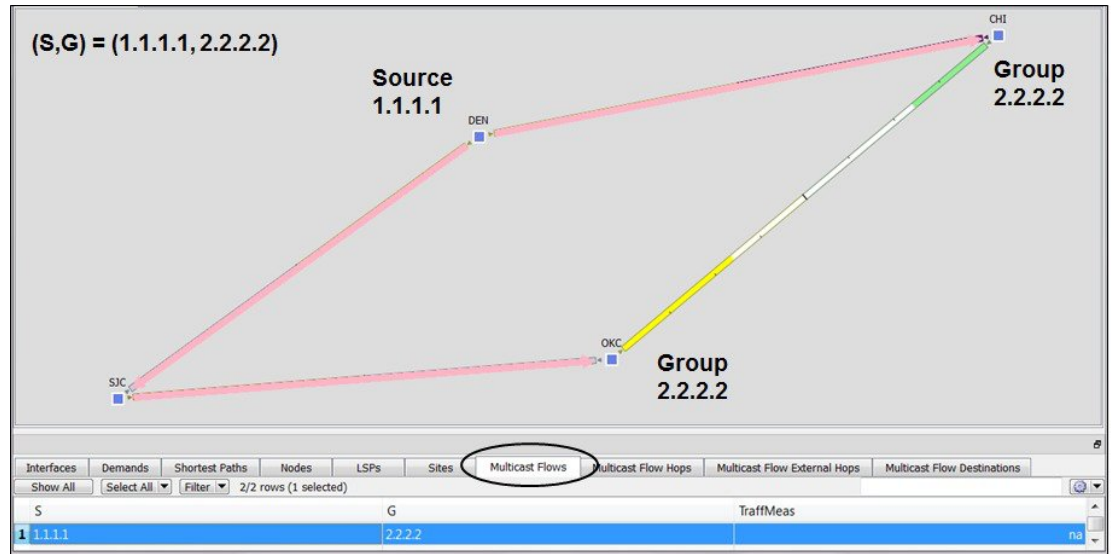 (S,G) = (1.1.1.1, 2.2.2.2)
CHI
Group
2.2.2.2
Source
1.1.1.1
DEN
OKC
Group
2.2.2.2
SJC
Interfaces Demands Shortest Paths Nodes LSPs Sites Multicast Flows Multicast Flow Hops Multicast Flow External Hops Multicast Flow Destinations
Show All Select All Filter 2/2 rows (1 selected)
S G TraffMeas
1 1.1.1.1 2.2.2.2 na